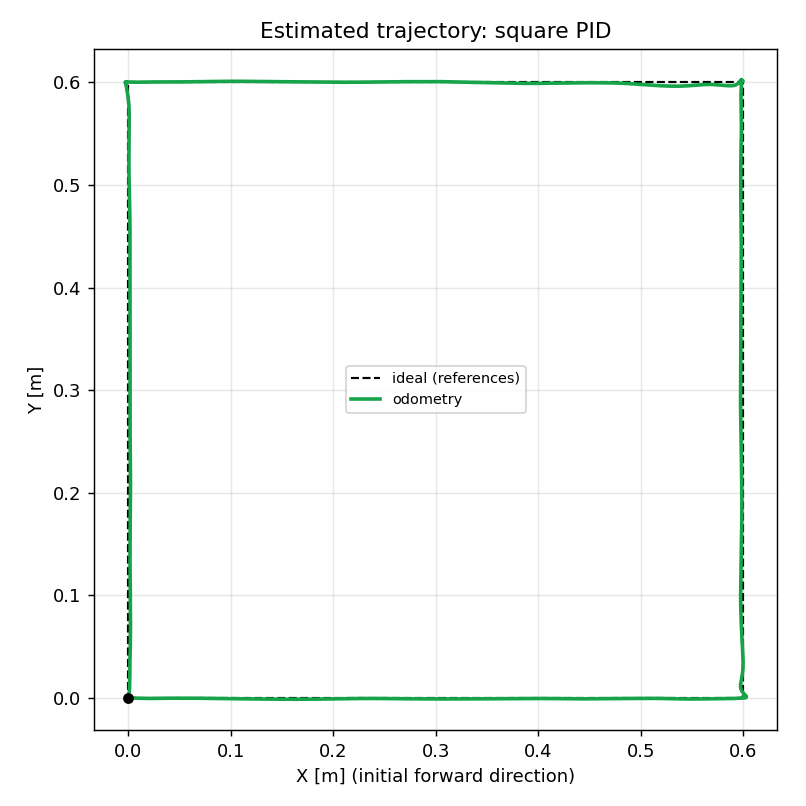 Estimated trajectory: square PID
0.6
0.5
0.4
0.3
0.2
0.1
0.0
Y [m]
ideal (references)
odometry
0.0 0.1 0.2 0.3 0.4 0.5 0.6
X [m] (initial forward direction)